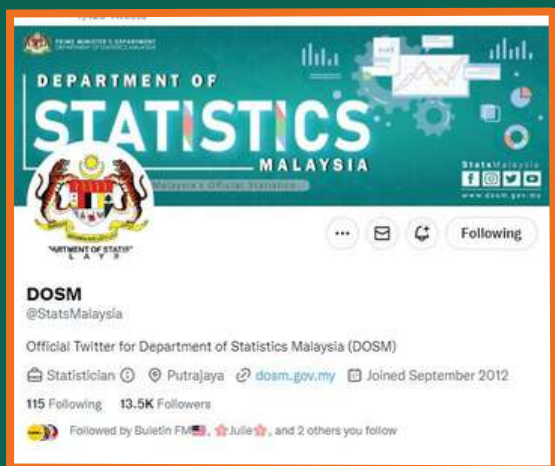 PRIME MINISTER'S DEPARTMENT
DEPARTMENT OF STATISTICS MALAYSIA
DEPARTMENT OF
STATISTICS
MALAYSIA
Malaysia's Official Statistics
StatsMalaysia
www.dosm.gov.my
Following
DOSM
@StatsMalaysia
Official Twitter for Department of Statistics Malaysia (DOSM)
Statistician Putrajaya dosm.gov.my Joined September 2012
115 Following 13.5K Followers
Followed by Buletin FM🇲🇾, 🌸Julie🌸, and 2 others you follow